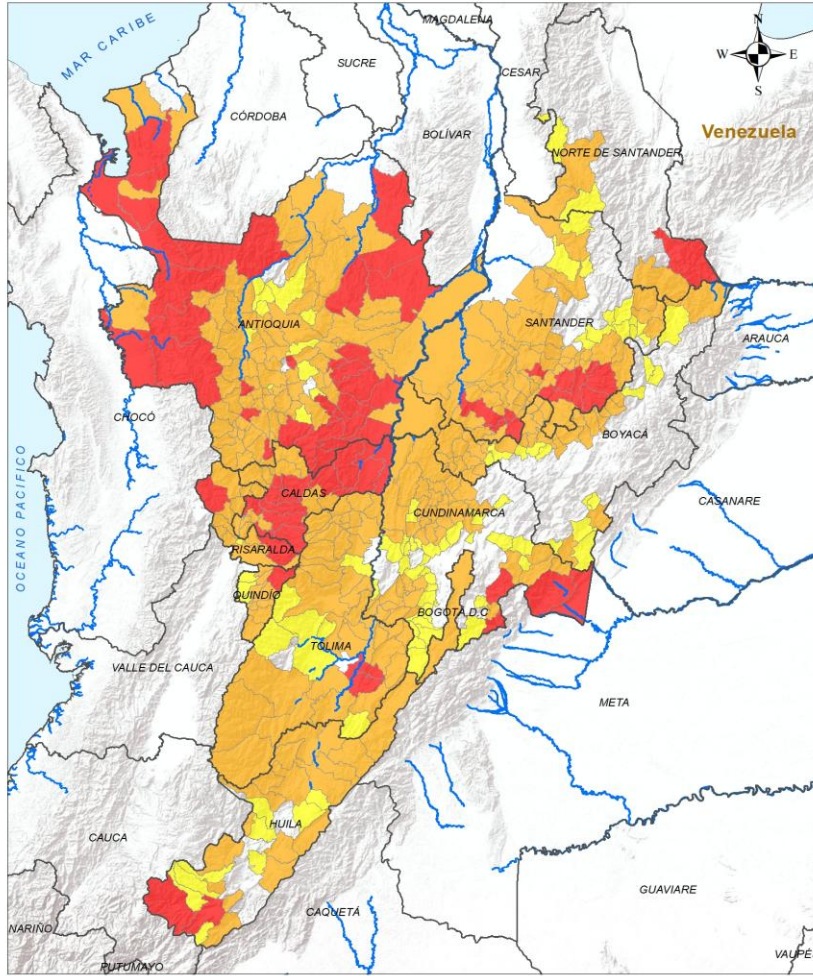 MAGDALENA
MAR CARIBE
N
W
E
S
SUCRE
CESAR
CÓRDOBA
BOLÍVAR
Venezuela
NORTE DE SANTANDER
ANTIOQUIA
SANTANDER
ARAUCA
CHOCÓ
BOYACÁ
OCEANO PACIFICO
CALDAS
CUNDINAMARCA
CASANARE
RISARALDA
QUINDÍO
BOGOTÁ D.C
TOLIMA
VALLE DEL CAUCA
META
HUILA
CAUCA
GUAVIARE
CAQUETÁ
NARIÑO
VAUPÉ
PUTUMAYO